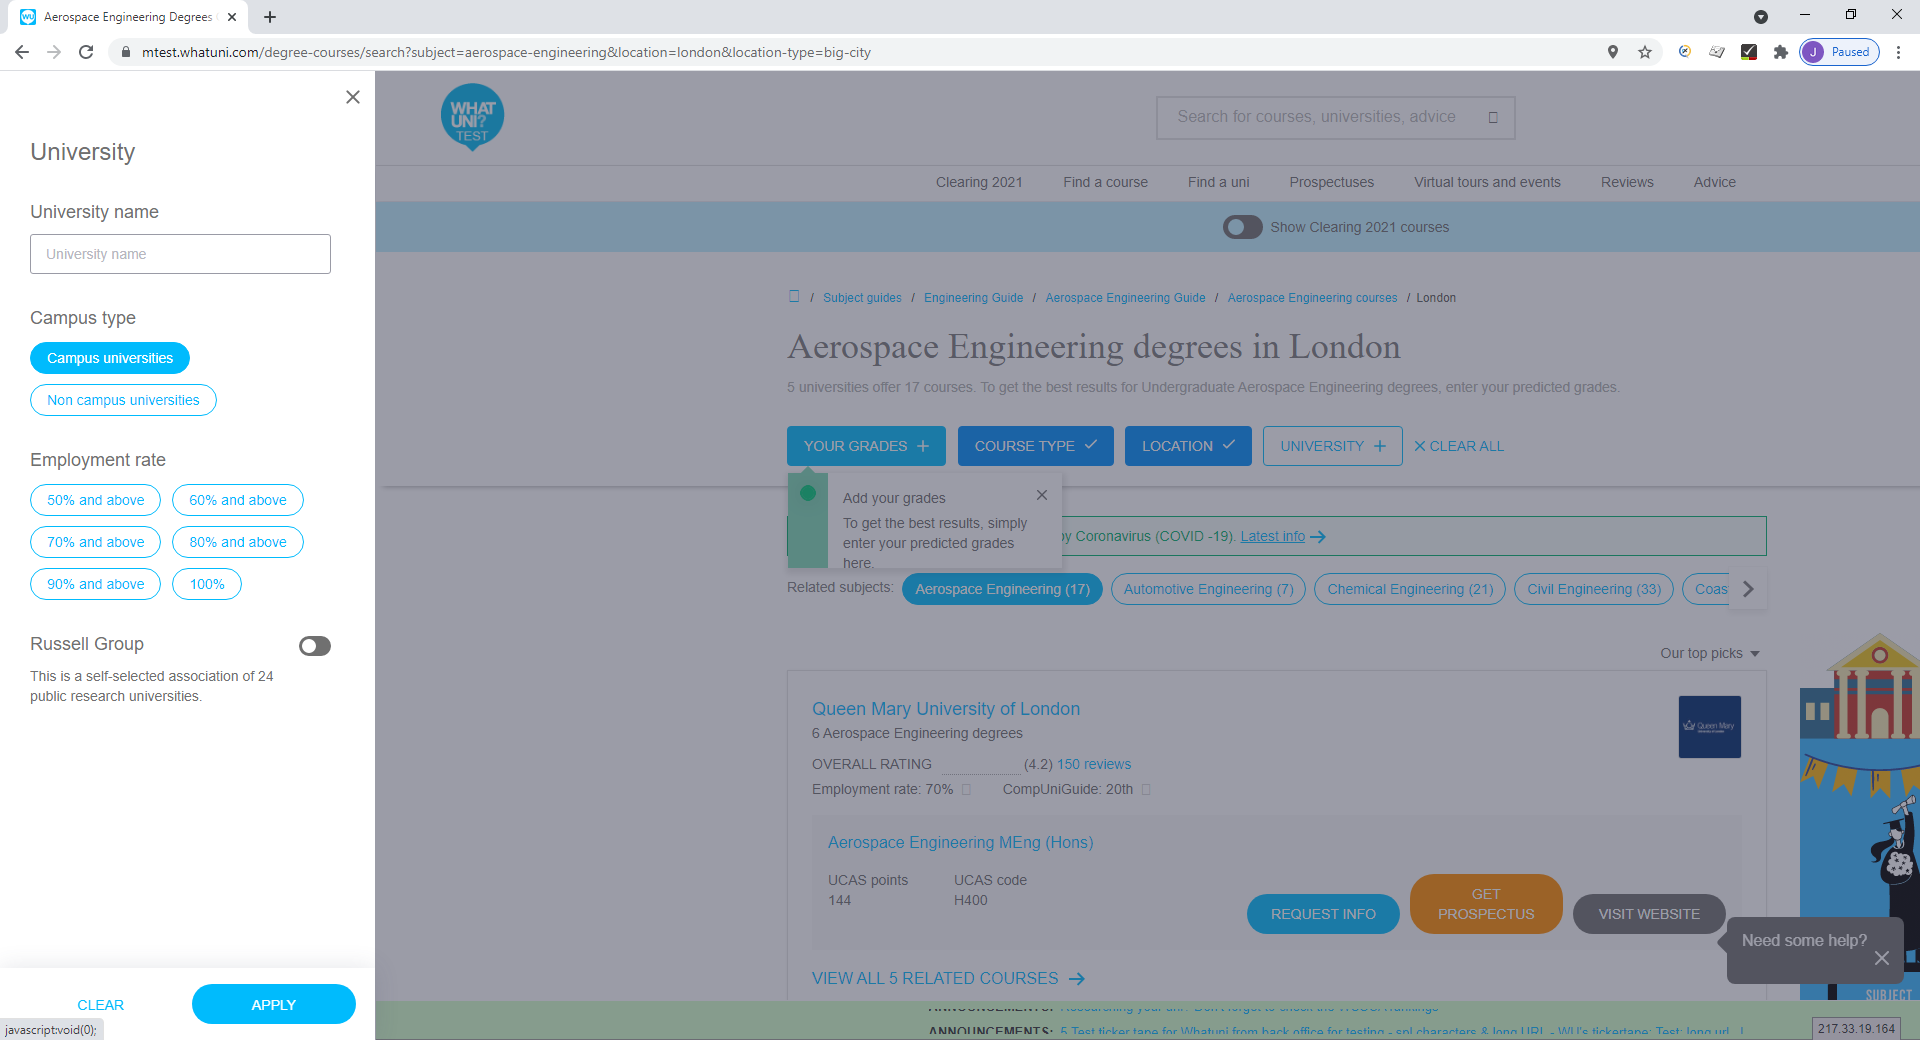 Aerospace Engineering Degrees
mtest.whatuni.com/degree-courses/search?subject=aerospace-engineering&location=london&location-type=big-city
J Paused
University
University name
University name
Campus type
Campus universities
Non campus universities
Employment rate
50% and above 60% and above
70% and above 80% and above
90% and above 100%
Russell Group
This is a self-selected association of 24
public research universities.
CLEAR APPLY
javascript:void(0);
WHAT
UNI?
TEST
Search for courses, universities, advice
Clearing 2021 Find a course Find a uni Prospectuses Virtual tours and events Reviews Advice
Show Clearing 2021 courses
/ Subject guides / Engineering Guide / Aerospace Engineering Guide / Aerospace Engineering courses / London
Aerospace Engineering degrees in London
5 universities offer 17 courses. To get the best results for Undergraduate Aerospace Engineering degrees, enter your predicted grades.
YOUR GRADES COURSE TYPE LOCATION UNIVERSITY CLEAR ALL
Add your grades
To get the best results, simply
enter your predicted grades
here.
by Coronavirus (COVID -19). Latest info
Related subjects: Aerospace Engineering (17) Automotive Engineering (7) Chemical Engineering (21) Civil Engineering (33) Coas
Our top picks
Queen Mary University of London
Queen Mary
6 Aerospace Engineering degrees
OVERALL RATING (4.2) 150 reviews
Employment rate: 70% CompUniGuide: 20th
Aerospace Engineering MEng (Hons)
UCAS points UCAS code
144 H400
REQUEST INFO GET PROSPECTUS VISIT WEBSITE
Need some help?
VIEW ALL 5 RELATED COURSES
SUBJECT
ANNOUNCEMENTS: 5 Test ticker tape for Whatuni from back office for testing - spl characters & long URL - WU's tickertape: Test: long url
217.33.19.164